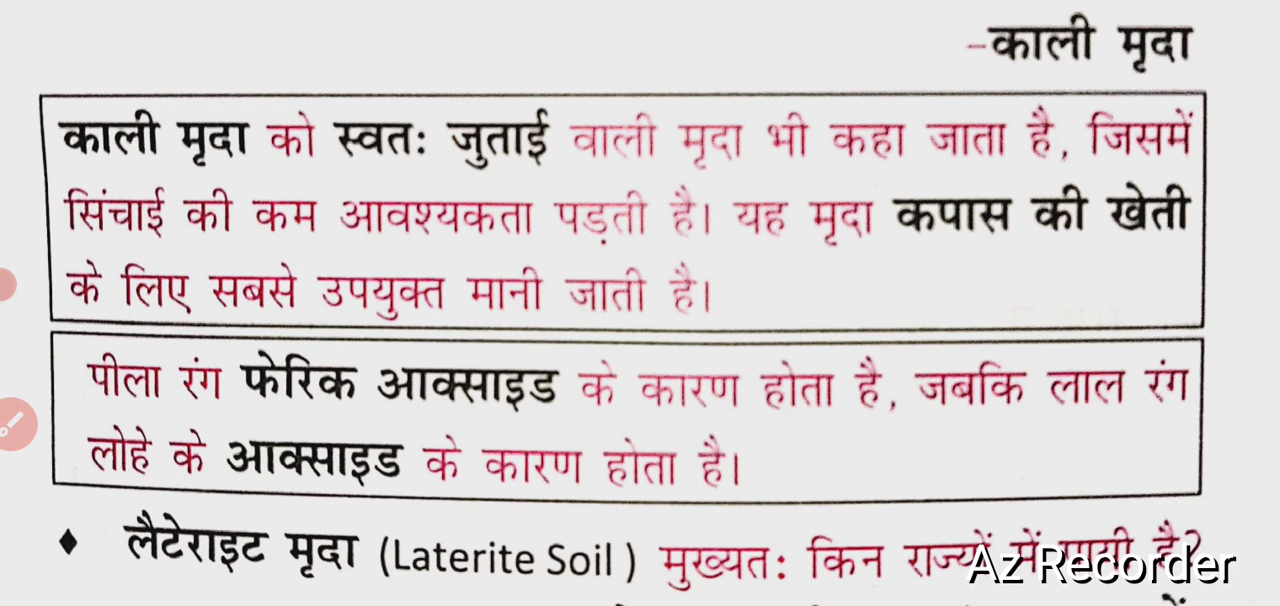 -काली मृदा
काली मृदा को स्वत: जुताई वाली मृदा भी कहा जाता है, जिसमें
सिंचाई की कम आवश्यकता पड़ती है। यह मृदा कपास की खेती
के लिए सबसे उपयुक्त मानी जाती है।
पीला रंग फेरिक आक्साइड के कारण होता है, जबकि लाल रंग
लोहे के आक्साइड के कारण होता है।
♦ लैटेराइट मृदा (Laterite Soil ) मुख्यत: किन राज्यों में है?
Az Recorder